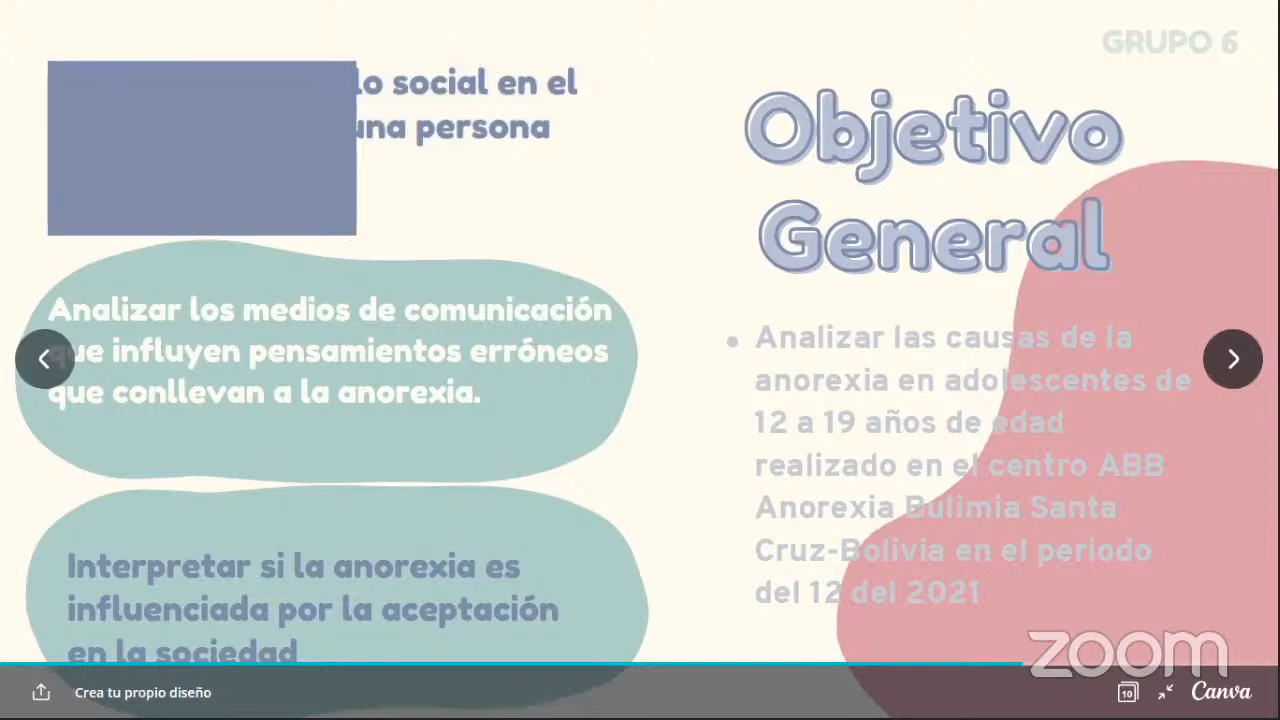 GRUPO 6
lo social en el
una persona
Analizar los medios de comunicación
que influyen pensamientos erróneos
que conllevan a la anorexia.
Interpretar si la anorexia es
influenciada por la aceptación
en la sociedad
Objetivo
General
• Analizar las causas de la
anorexia en adolescentes de
12 a 19 años de edad
realizado en el centro ABB
Anorexia Bulimia Santa
Cruz-Bolivia en el periodo
del 12 del 2021
zoom
Crea tu propio diseño
10
Canva